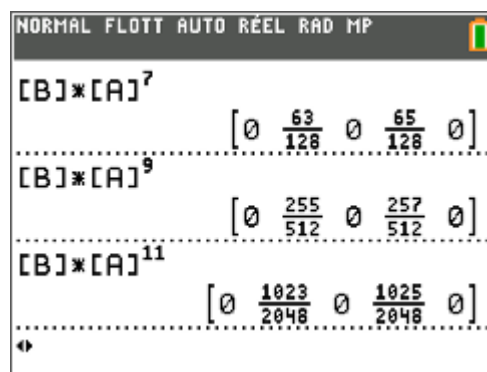 NORMAL FLOTT AUTO RÉEL RAD MP
[B]*[A]⁷
[0 63/128 0 65/128 0]
[B]*[A]⁹
[0 255/512 0 257/512 0]
[B]*[A]¹¹
[0 1023/2048 0 1025/2048 0]